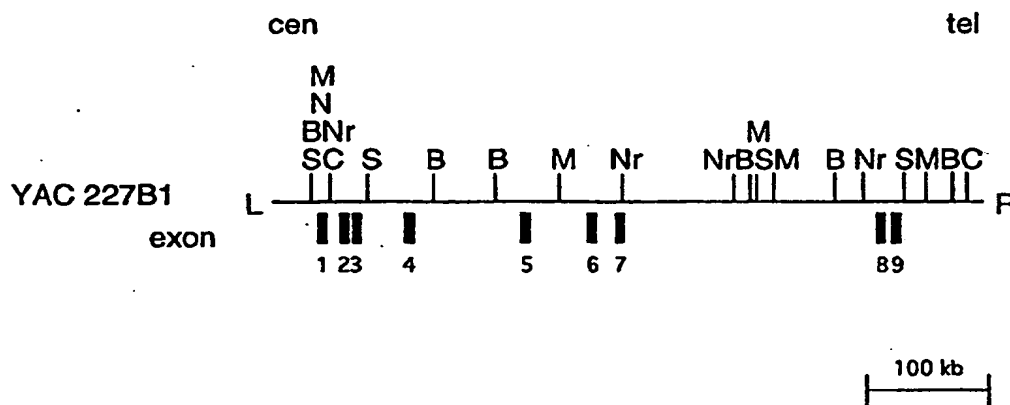 cen tel
M
N M
BNr
SC S B B M Nr NrBSM B Nr SMBC
YAC 227B1 L R
exon
1 23 4 5 6 7 89
100 kb